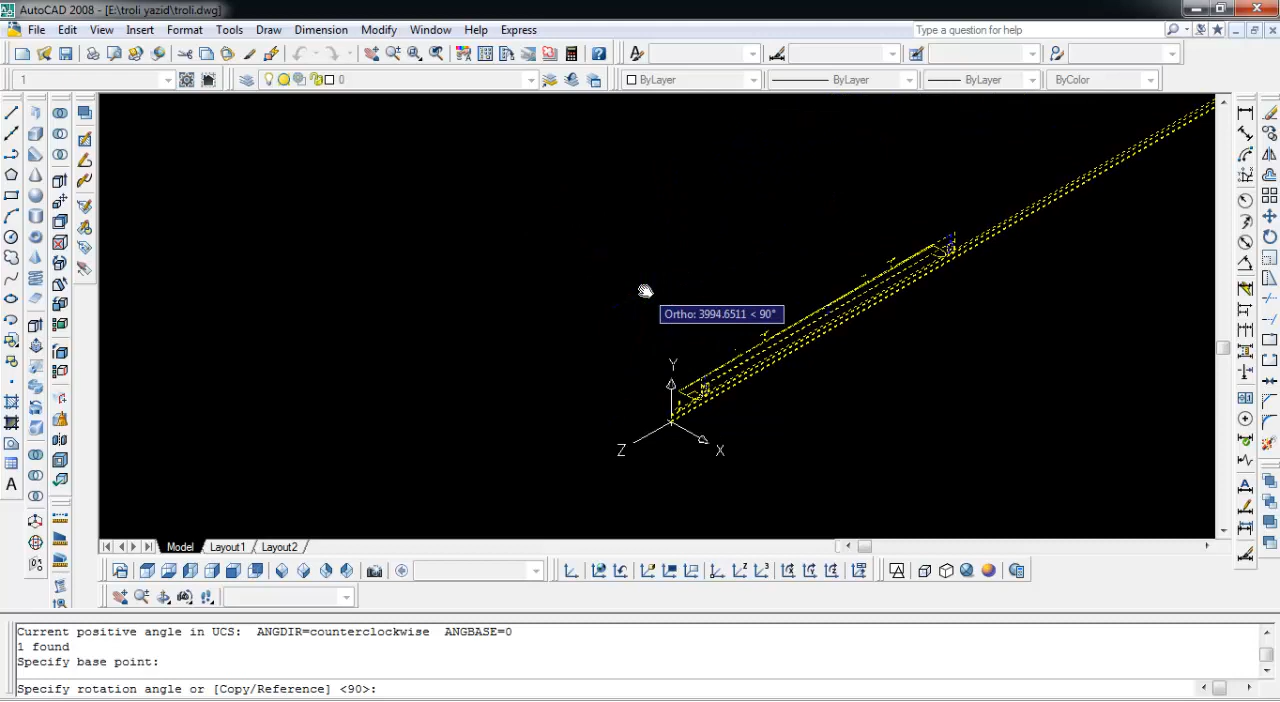 AutoCAD 2008 - [E:\troli yazid\troli.dwg]
File Edit View Insert Format Tools Draw Dimension Modify Window Help Express
Type a question for help
1
0
ByLayer
ByLayer
ByLayer
ByColor
Ortho: 3994.6511 < 90°
Y
Z
X
A
Model Layout1 Layout2
Current positive angle in UCS: ANGDIR=counterclockwise ANGBASE=0
1 found
Specify base point:
Specify rotation angle or [Copy/Reference] <90>: